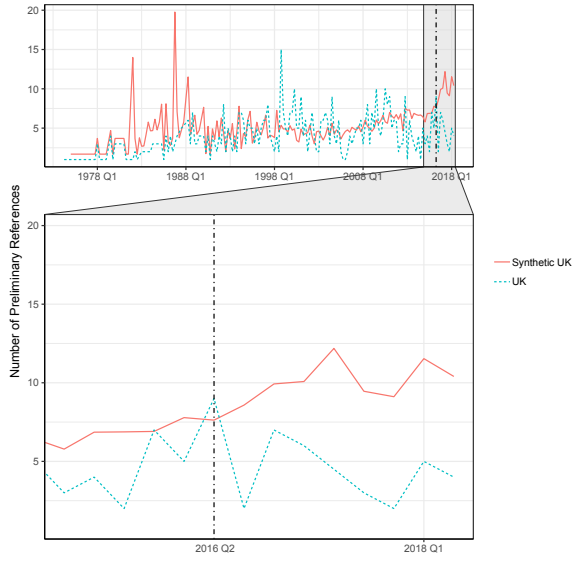 20
15
10
5
1978 Q1
1988 Q1
1998 Q1
2008 Q1
2018 Q1
Number of Preliminary References
20
15
10
5
2016 Q2
2018 Q1
Synthetic UK
UK